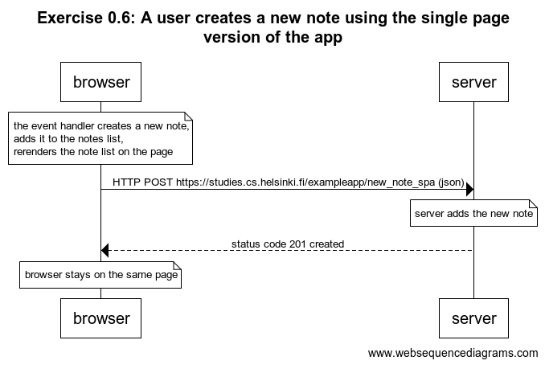 Exercise 0.6: A user creates a new note using the single page
version of the app
browser
server
the event handler creates a new note,
adds it to the notes list,
rerenders the note list on the page
HTTP POST https://studies.cs.helsinki.fi/exampleapp/new_note_spa (json)
server adds the new note
status code 201 created
browser stays on the same page
browser
server
www.websequencediagrams.com